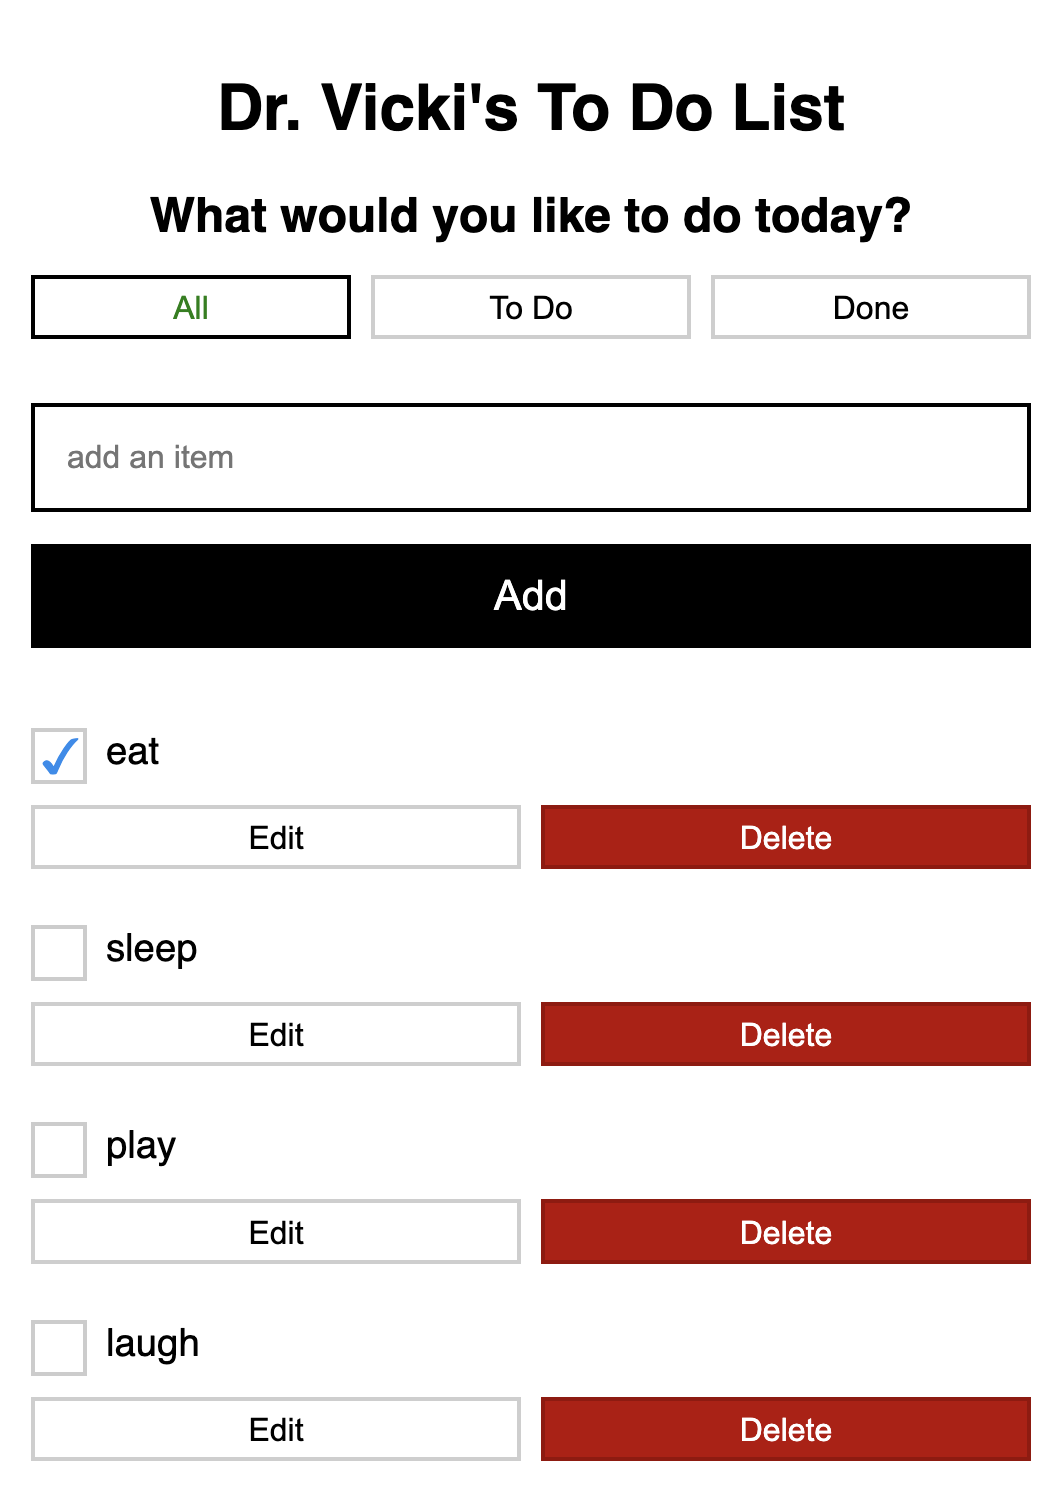 Dr. Vicki's To Do List
What would you like to do today?
All To Do Done
add an item
Add
eat
Edit Delete
sleep
Edit Delete
play
Edit Delete
laugh
Edit Delete